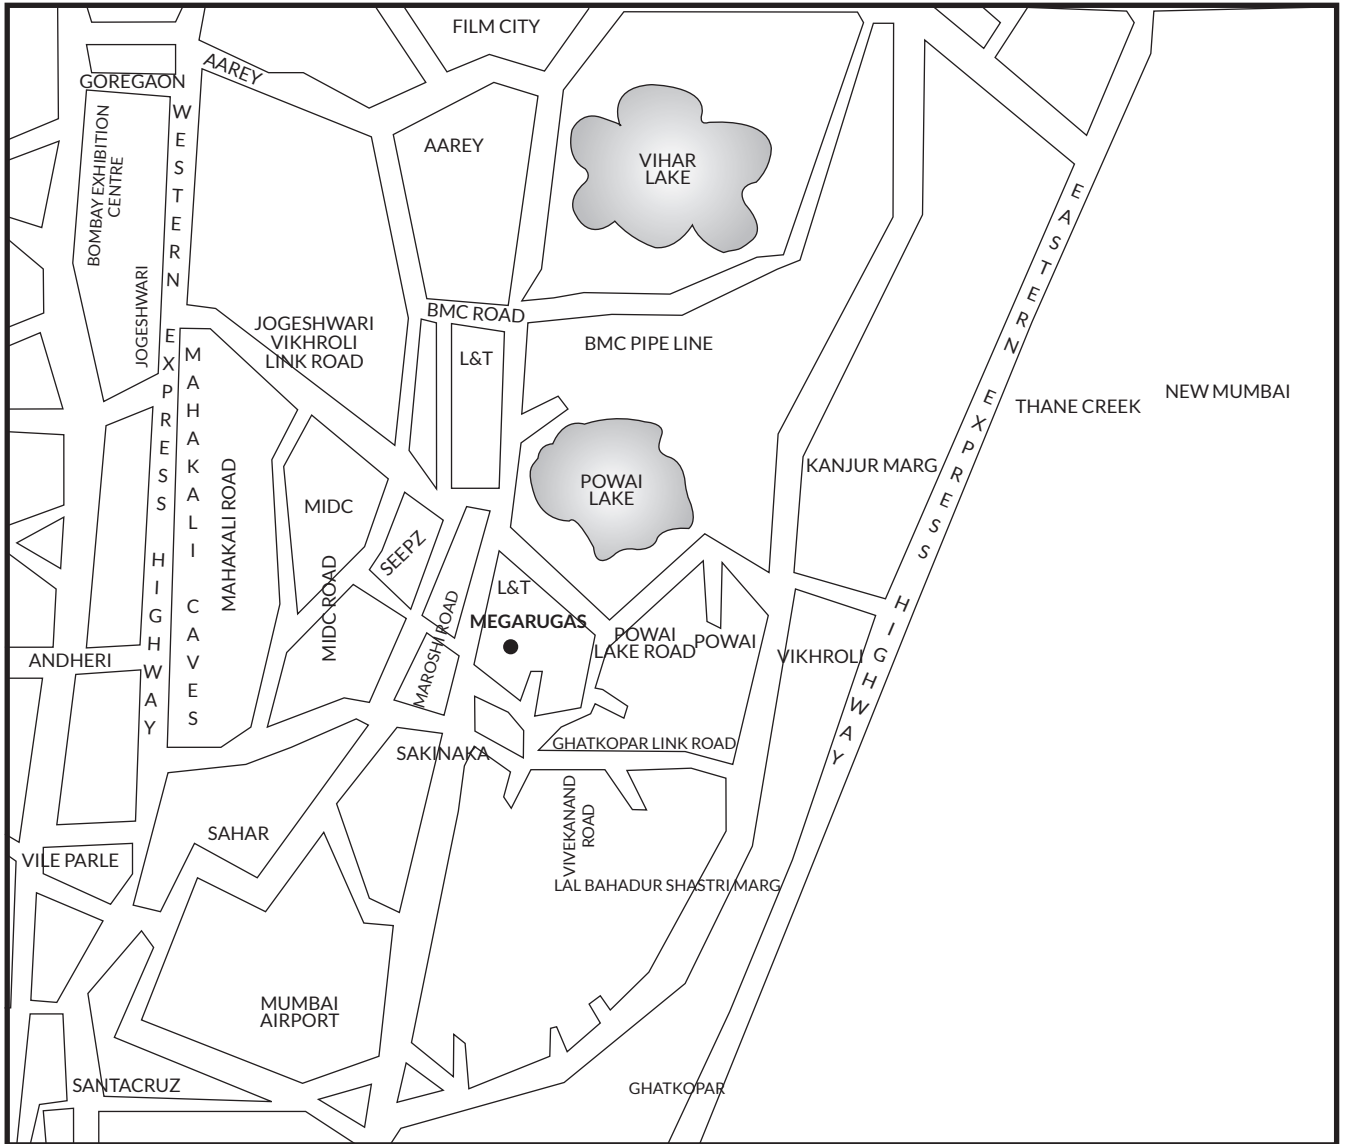 FILM CITY
AAREY
GOREGAON
WESTERN EXPRESS HIGHWAY
BOMBAY EXHIBITION
CENTRE
AAREY
VIHAR
LAKE
EASTERN EXPRESS HIGHWAY
JOGESHWARI
BMC ROAD
JOGESHWARI
VIKHROLI
LINK ROAD
L&T
BMC PIPE LINE
MAHAKALI CAVES
MAHAKALI ROAD
THANE CREEK
NEW MUMBAI
KANJUR MARG
POWAI
LAKE
MIDC
SEEPZ
MIDC ROAD
MAROSHI ROAD
L&T
MEGARUGAS
POWAI
LAKE ROAD
POWAI
VIKHROLI
ANDHERI
GHATKOPAR LINK ROAD
SAKINAKA
VIVEKANAND
ROAD
SAHAR
VILE PARLE
LAL BAHADUR SHASTRI MARG
MUMBAI
AIRPORT
SANTACRUZ
GHATKOPAR